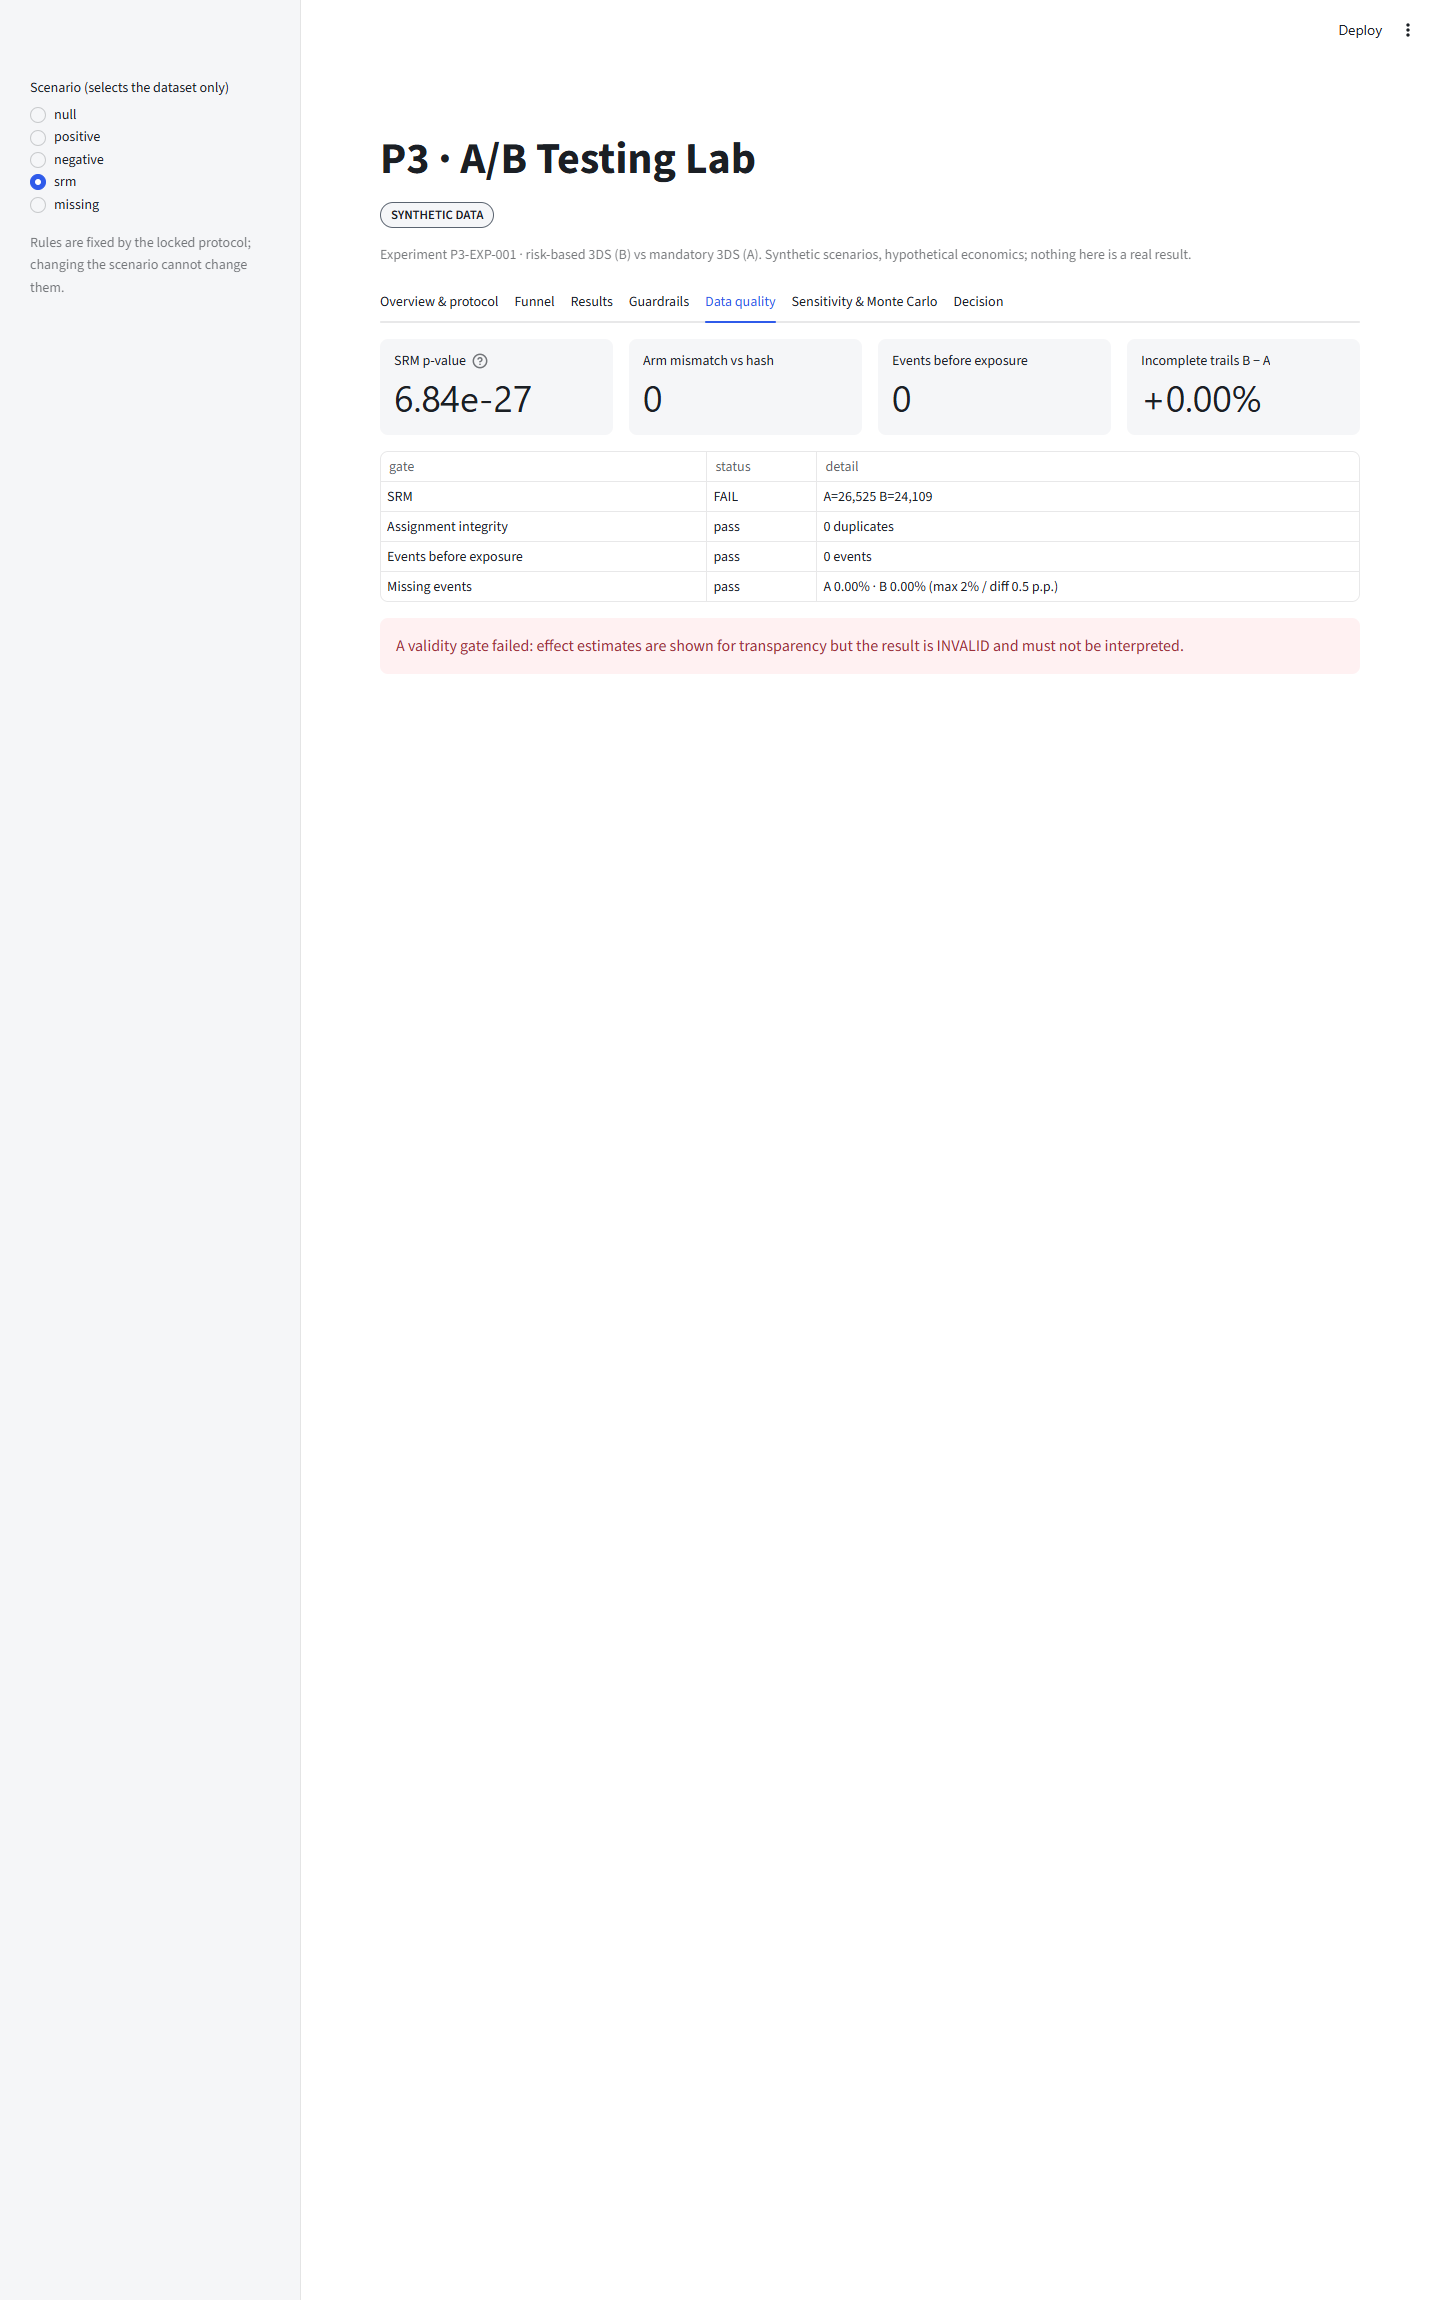 Deploy
Scenario (selects the dataset only)
null
positive
negative
srm
missing
Rules are fixed by the locked protocol;
changing the scenario cannot change
them.
P3 · A/B Testing Lab
SYNTHETIC DATA
Experiment P3-EXP-001 · risk-based 3DS (B) vs mandatory 3DS (A). Synthetic scenarios, hypothetical economics; nothing here is a real result.
Overview & protocol Funnel Results Guardrails Data quality Sensitivity & Monte Carlo Decision
SRM p-value Arm mismatch vs hash Events before exposure Incomplete trails B − A
6.84e-27 0 0 +0.00%
gate status detail
SRM FAIL A=26,525 B=24,109
Assignment integrity pass 0 duplicates
Events before exposure pass 0 events
Missing events pass A 0.00% · B 0.00% (max 2% / diff 0.5 p.p.)
A validity gate failed: effect estimates are shown for transparency but the result is INVALID and must not be interpreted.